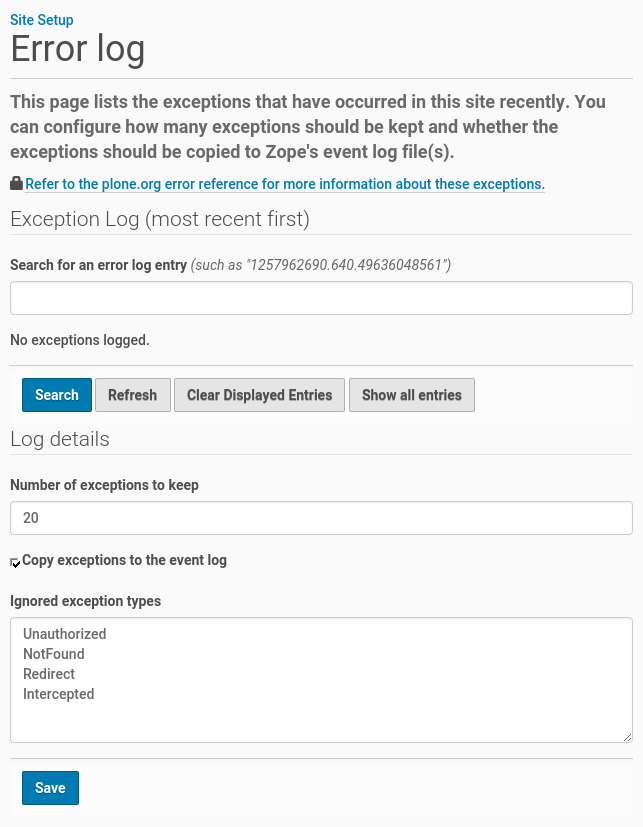 Site Setup
Error log
This page lists the exceptions that have occurred in this site recently. You
can configure how many exceptions should be kept and whether the
exceptions should be copied to Zope's event log file(s).
Refer to the plone.org error reference for more information about these exceptions.
Exception Log (most recent first)
Search for an error log entry (such as "1257962690.640.49636048561")
No exceptions logged.
Search Refresh Clear Displayed Entries Show all entries
Log details
Number of exceptions to keep
20
Copy exceptions to the event log
Ignored exception types
Unauthorized
NotFound
Redirect
Intercepted
Save